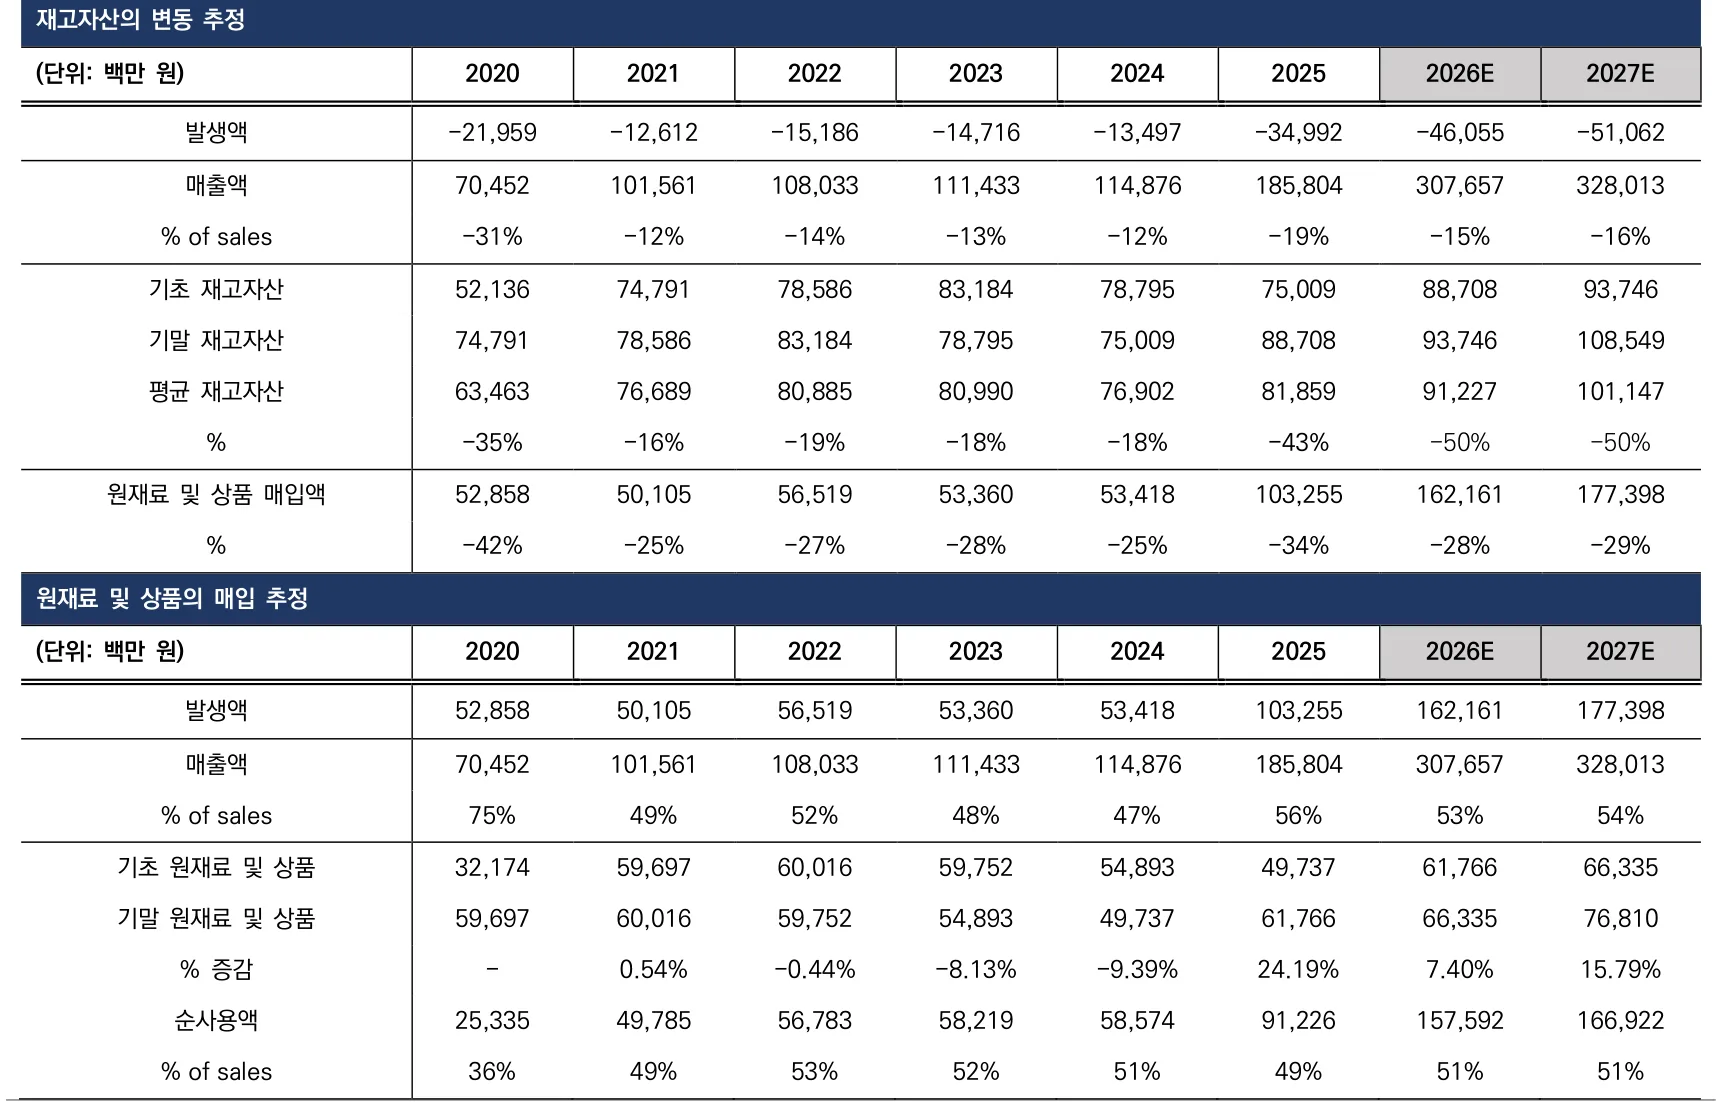 재고자산의 변동 추정
(단위: 백만 원) 2020 2021 2022 2023 2024 2025 2026E 2027E
발생액 -21,959 -12,612 -15,186 -14,716 -13,497 -34,992 -46,055 -51,062
매출액 70,452 101,561 108,033 111,433 114,876 185,804 307,657 328,013
% of sales -31% -12% -14% -13% -12% -19% -15% -16%
기초 재고자산 52,136 74,791 78,586 83,184 78,795 75,009 88,708 93,746
기말 재고자산 74,791 78,586 83,184 78,795 75,009 88,708 93,746 108,549
평균 재고자산 63,463 76,689 80,885 80,990 76,902 81,859 91,227 101,147
% -35% -16% -19% -18% -18% -43% -50% -50%
원재료 및 상품 매입액 52,858 50,105 56,519 53,360 53,418 103,255 162,161 177,398
% -42% -25% -27% -28% -25% -34% -28% -29%
원재료 및 상품의 매입 추정
(단위: 백만 원) 2020 2021 2022 2023 2024 2025 2026E 2027E
발생액 52,858 50,105 56,519 53,360 53,418 103,255 162,161 177,398
매출액 70,452 101,561 108,033 111,433 114,876 185,804 307,657 328,013
% of sales 75% 49% 52% 48% 47% 56% 53% 54%
기초 원재료 및 상품 32,174 59,697 60,016 59,752 54,893 49,737 61,766 66,335
기말 원재료 및 상품 59,697 60,016 59,752 54,893 49,737 61,766 66,335 76,810
% 증감 - 0.54% -0.44% -8.13% -9.39% 24.19% 7.40% 15.79%
순사용액 25,335 49,785 56,783 58,219 58,574 91,226 157,592 166,922
% of sales 36% 49% 53% 52% 51% 49% 51% 51%